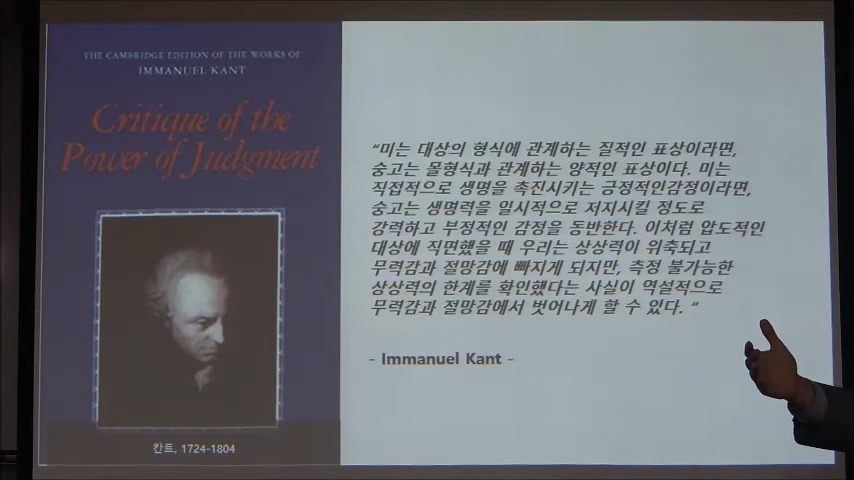 THE CAMBRIDGE EDITION OF THE WORKS OF
IMMANUEL KANT
Critique of the
Power of Judgment
칸트, 1724-1804
“미는 대상의 형식에 관계하는 질적인 표상이라면,
숭고는 몰형식과 관계하는 양적인 표상이다. 미는
직접적으로 생명을 촉진시키는 긍정적인감정이라면,
숭고는 생명력을 일시적으로 저지시킬 정도로
강력하고 부정적인 감정을 동반한다. 이처럼 압도적인
대상에 직면했을 때 우리는 상상력이 위축되고
무력감과 절망감에 빠지게 되지만, 측정 불가능한
상상력의 한계를 확인했다는 사실이 역설적으로
무력감과 절망감에서 벗어나게 할 수 있다. “
- Immanuel Kant -